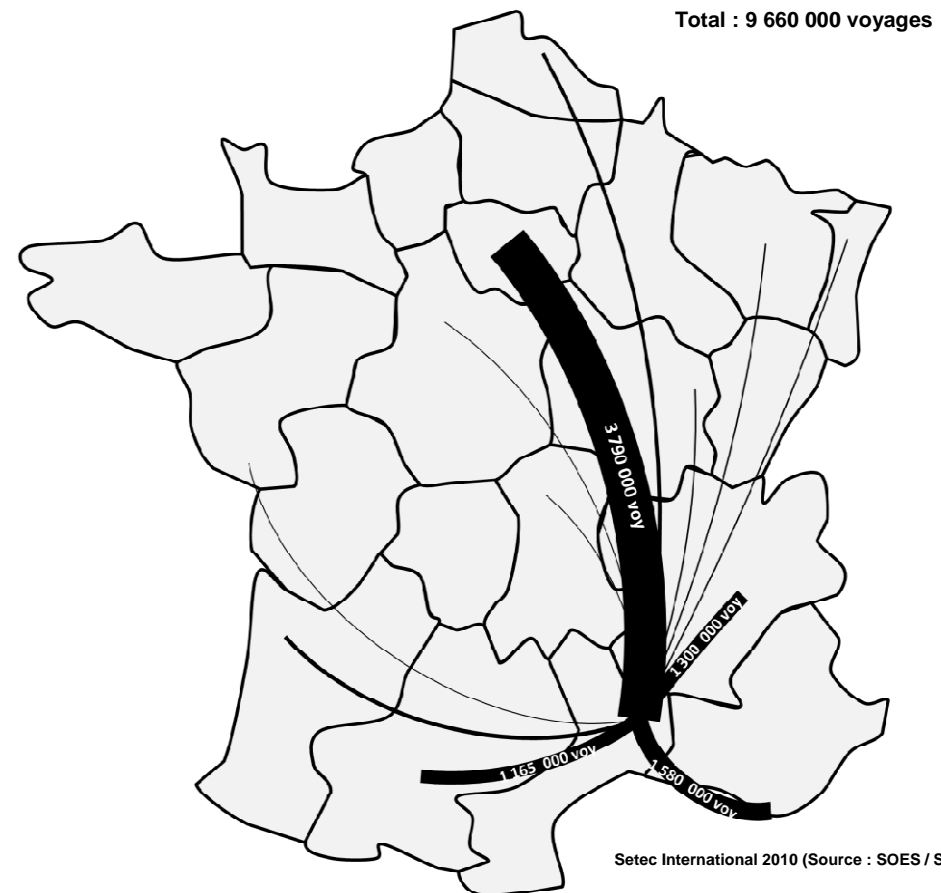 Total : 9 660 000 voyages
3 790 000 voy
1 300 000 voy
1 165 000 voy
1 580 000 voy
Setec International 2010 (Source : SOES / S